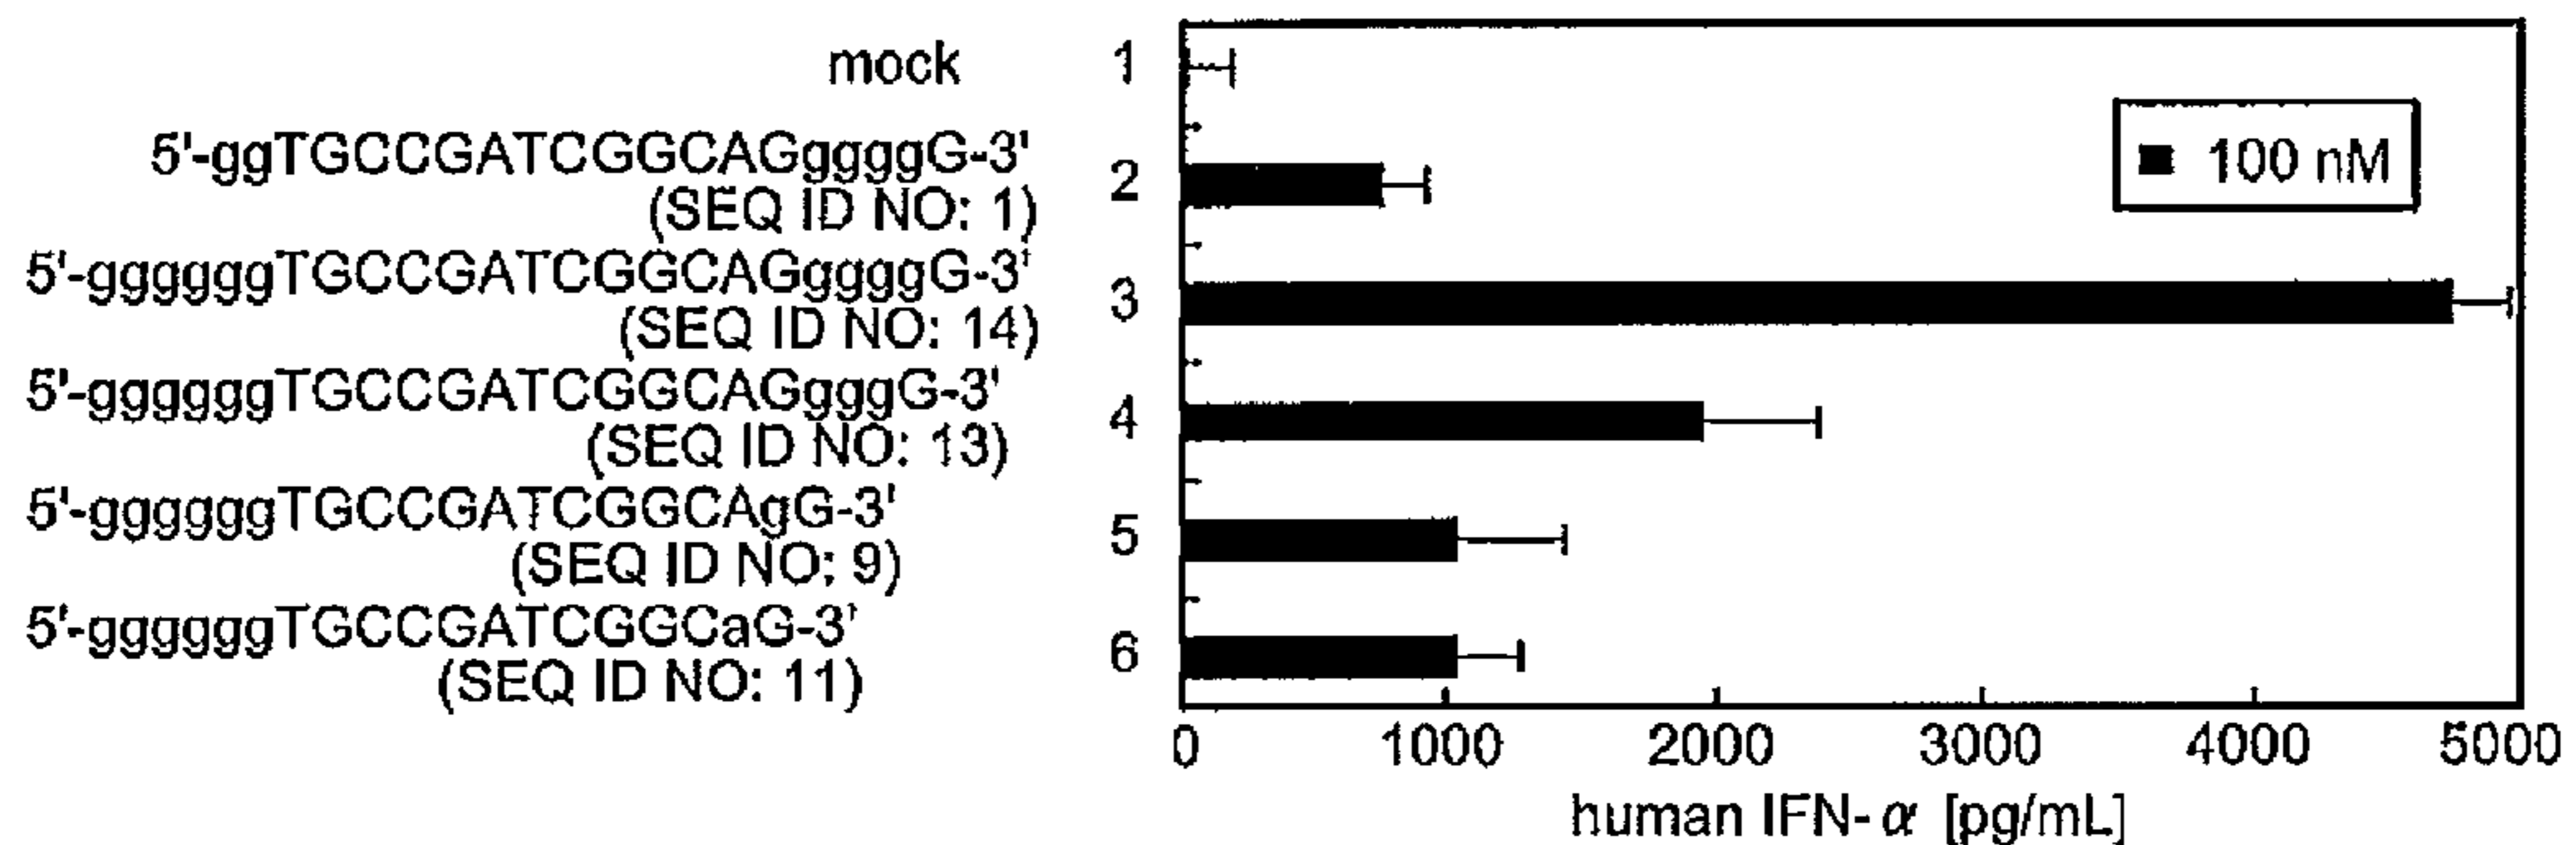 mock 1
5'-ggTGCCGATCGGCAGggggG-3' 2
(SEQ ID NO: 1)
5'-ggggggTGCCGATCGGCAGggggG-3' 3
(SEQ ID NO: 14)
5'-ggggggTGCCGATCGGCAGgggG-3' 4
(SEQ ID NO: 13)
5'-ggggggTGCCGATCGGCAgG-3' 5
(SEQ ID NO: 9)
5'-ggggggTGCCGATCGGCaG-3' 6
(SEQ ID NO: 11)
■ 100 nM
0 1000 2000 3000 4000 5000
human IFN-α [pg/mL]